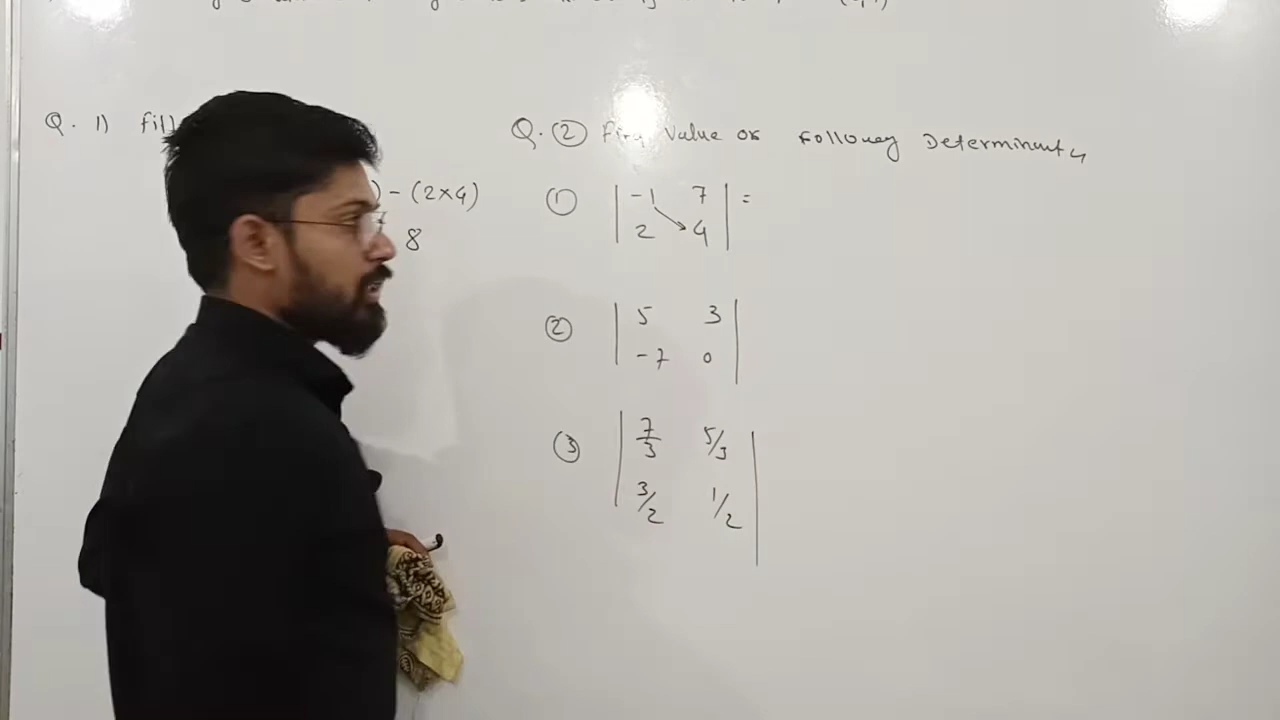 Q. 1) fill
) - (2×4)
8
Q. ② Find Value of Following Determinants
① | -1 7 | =
| 2 4 |
② | 5 3 |
| -7 0 |
③ | 7/3 5/3 |
| 3/2 1/2 |